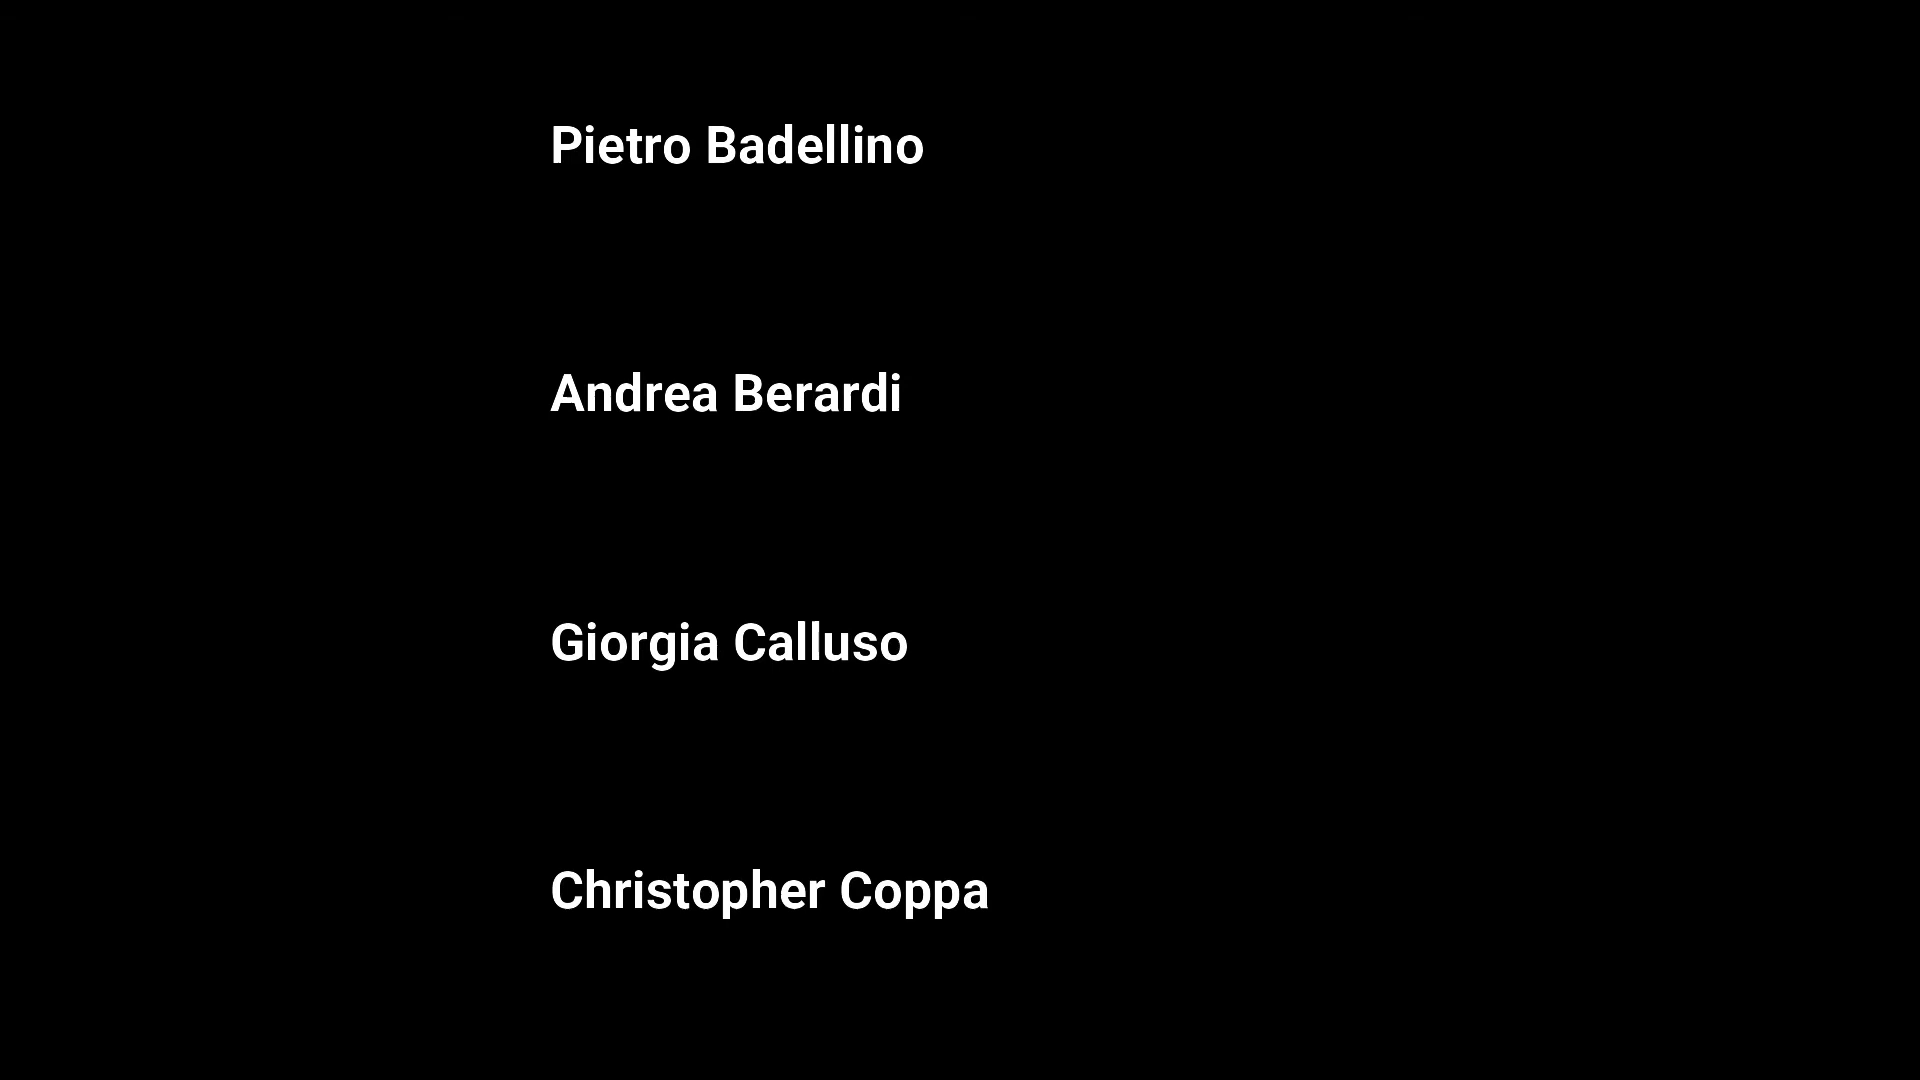 Pietro Badellino
Andrea Berardi
Giorgia Calluso
Christopher Coppa